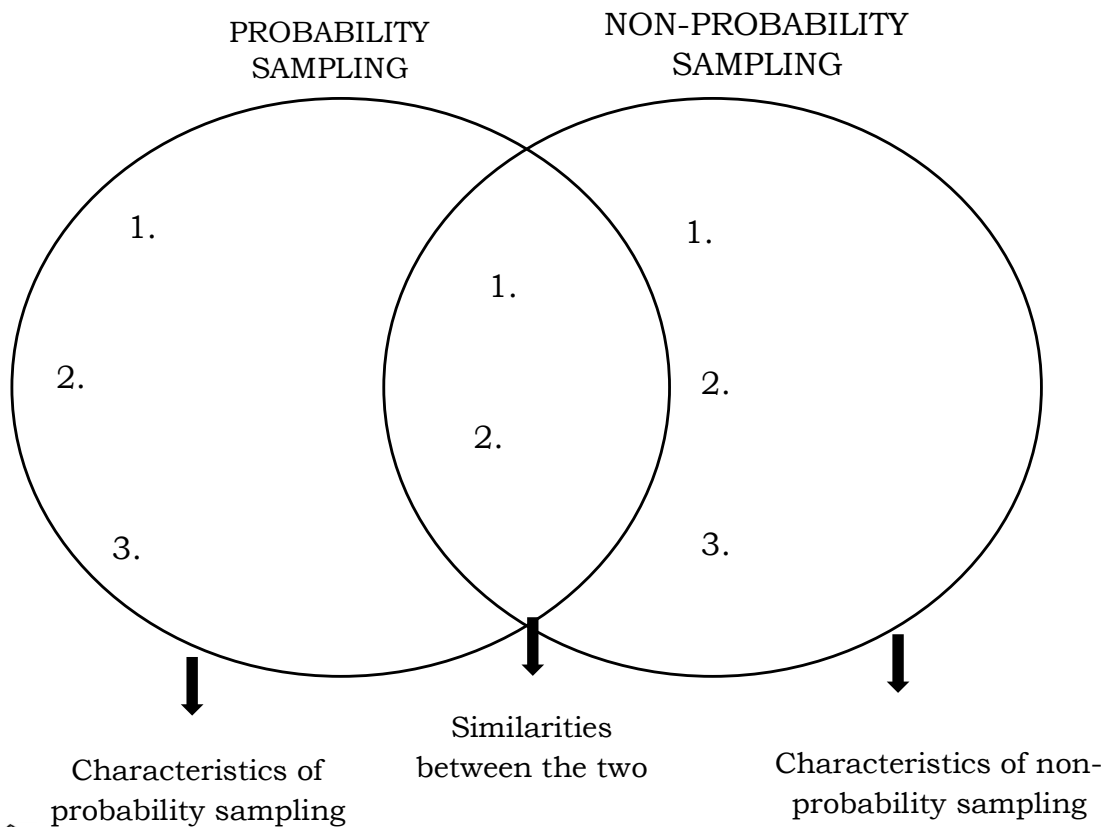 PROBABILITY
SAMPLING
NON-PROBABILITY
SAMPLING
1.
2.
3.
1.
2.
1.
2.
3.
Characteristics of
probability sampling
Similarities
between the two
Characteristics of non-
probability sampling